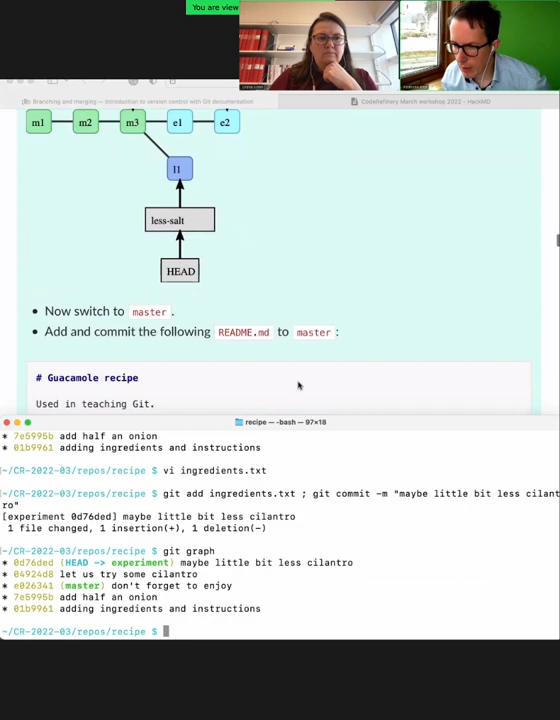 You are view
Branching and merging — Introduction to version control with Git documentation
CodeRefinery March workshop 2022 - HackMD
m1
m2
m3
e1
e2
l1
less-salt
HEAD
• Now switch to master.
• Add and commit the following README.md to master:
# Guacamole recipe
Used in teaching Git.
recipe — -bash — 97×18
* 7e5995b add half an onion
* 01b9961 adding ingredients and instructions
~/CR-2022-03/repos/recipe $ vi ingredients.txt
~/CR-2022-03/repos/recipe $ git add ingredients.txt ; git commit -m "maybe little bit less cilant
ro"
[experiment 0d76ded] maybe little bit less cilantro
1 file changed, 1 insertion(+), 1 deletion(-)
~/CR-2022-03/repos/recipe $ git graph
* 0d76ded (HEAD -> experiment) maybe little bit less cilantro
* 04924d8 let us try some cilantro
* e026341 (master) don't forget to enjoy
* 7e5995b add half an onion
* 01b9961 adding ingredients and instructions
~/CR-2022-03/repos/recipe $